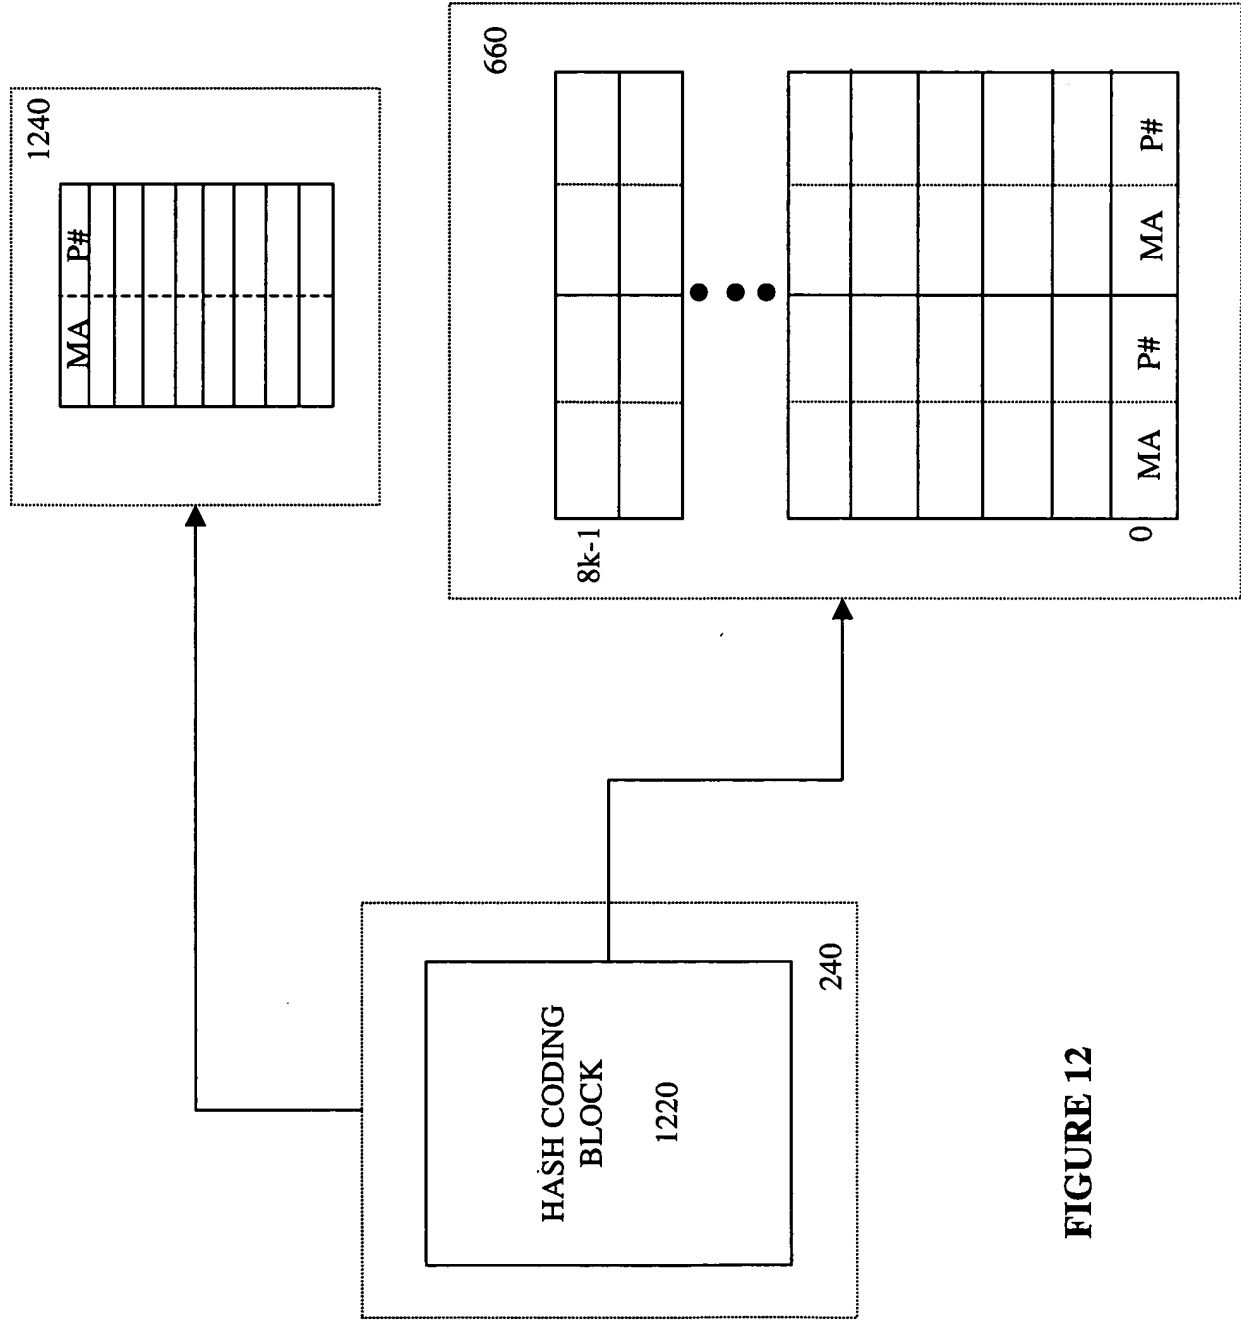 1240
MA P#
660
8k-1
0
MA P# MA P#
HASH CODING
BLOCK
1220
240
FIGURE 12